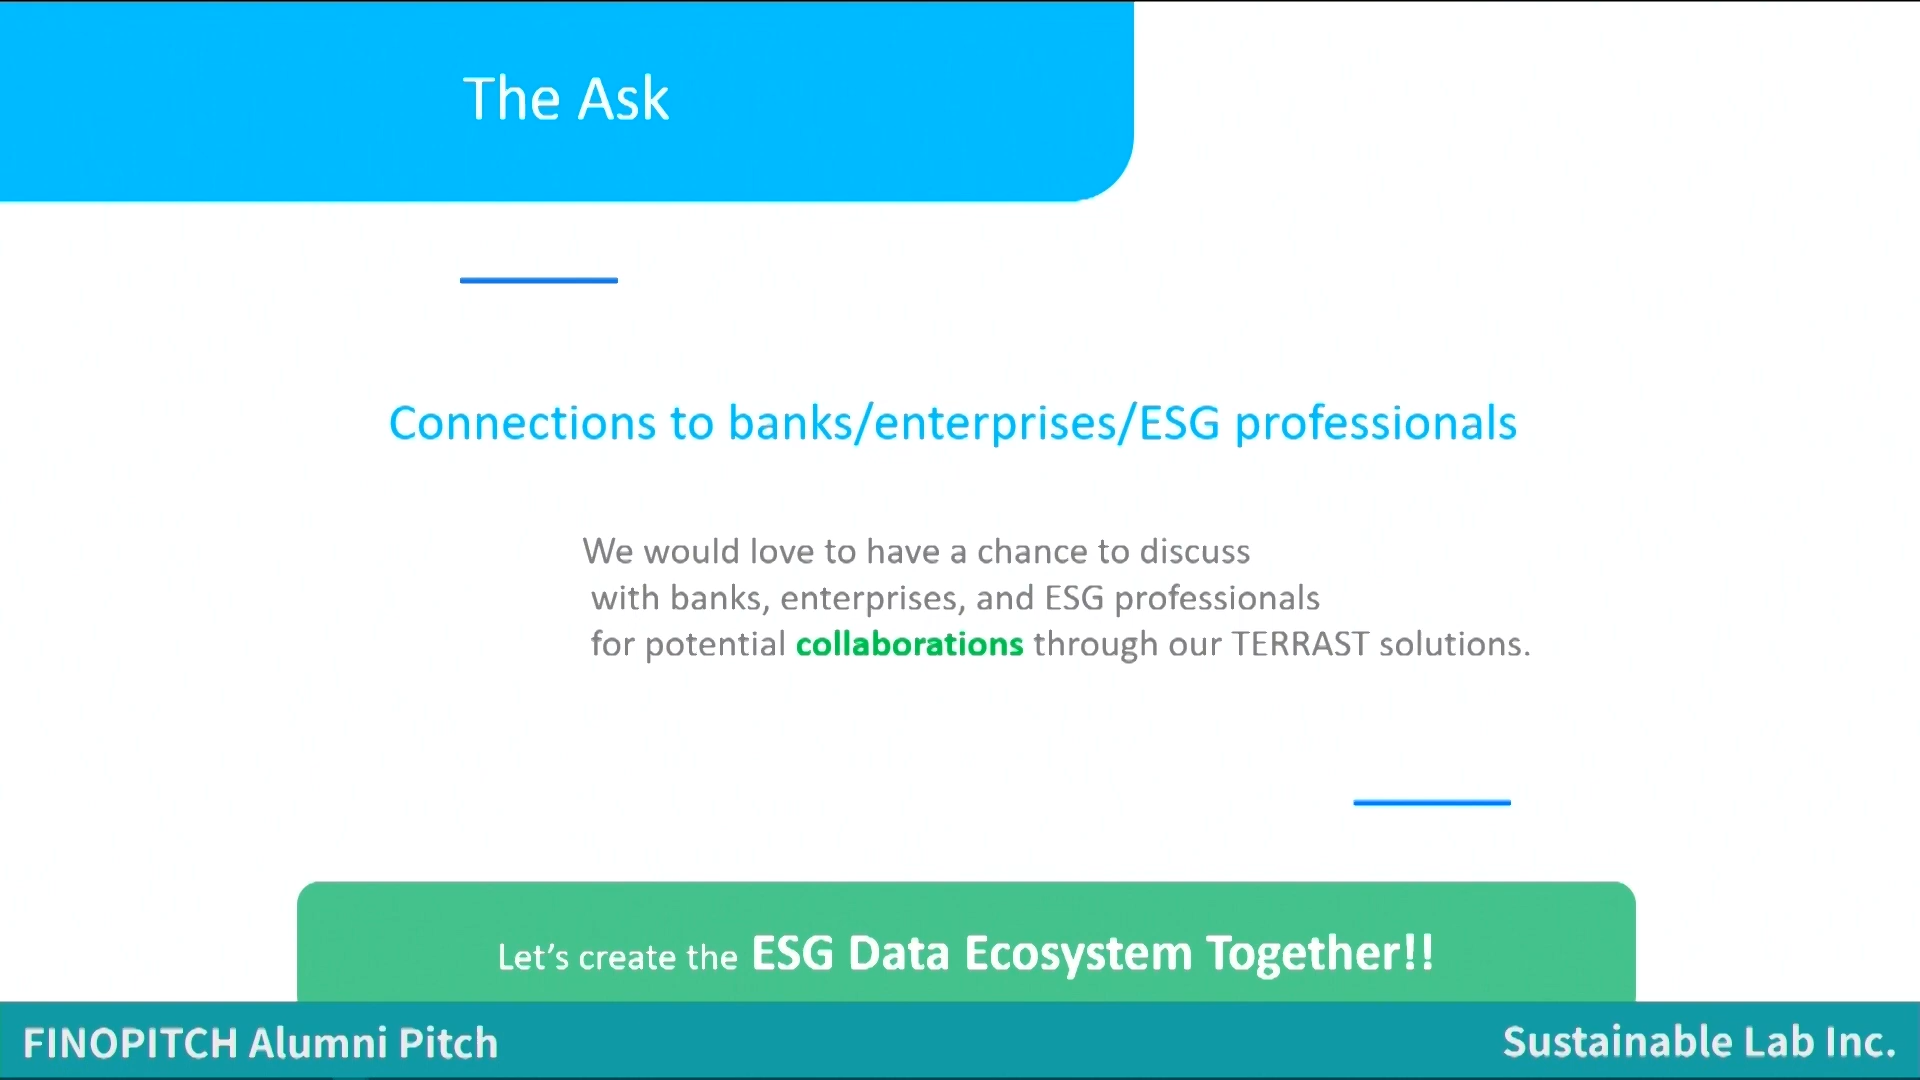 The Ask
Connections to banks/enterprises/ESG professionals
We would love to have a chance to discuss
with banks, enterprises, and ESG professionals
for potential collaborations through our TERRAST solutions.
Let’s create the ESG Data Ecosystem Together!!
FINOPITCH Alumni Pitch
Sustainable Lab Inc.